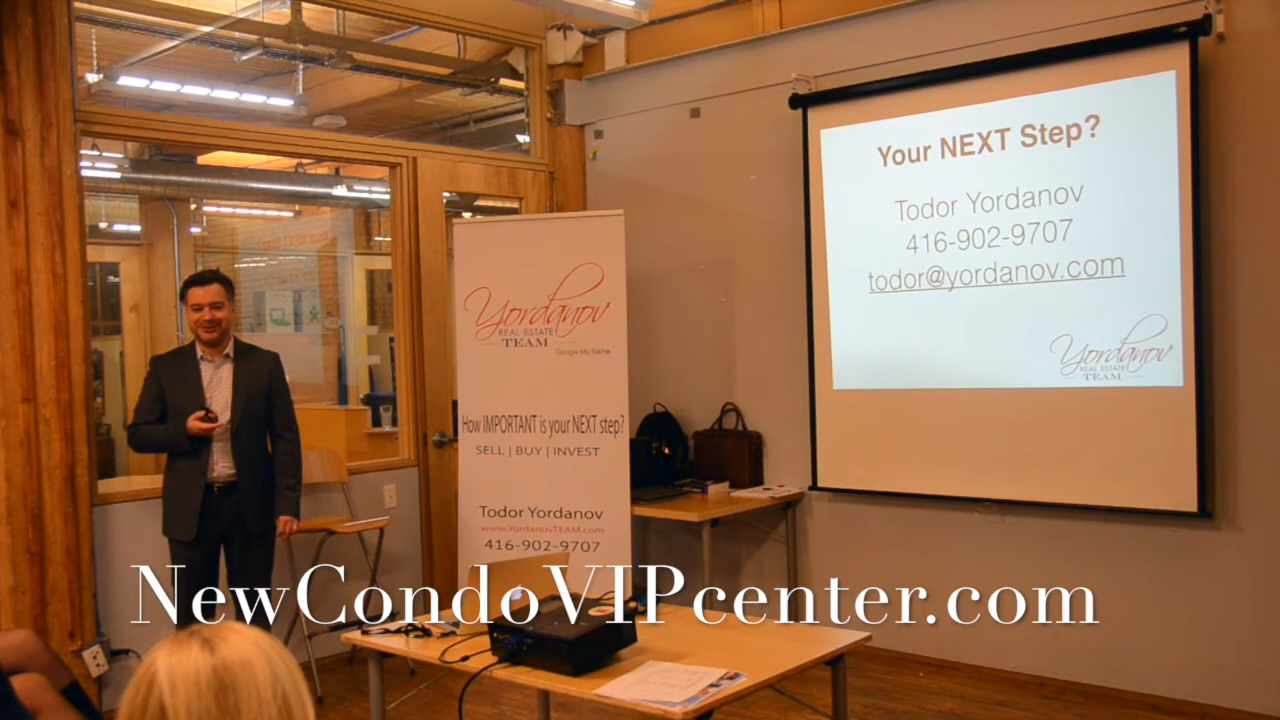 Your NEXT Step?
Todor Yordanov
416-902-9707
todor@yordanov.com
Yordanov
REAL ESTATE
TEAM
Yordanov
REAL ESTATE
TEAM
Google My Name
How IMPORTANT is your NEXT step?
SELL | BUY | INVEST
Todor Yordanov
www.YordanovTEAM.com
416-902-9707
NewCondoVIPcenter.com